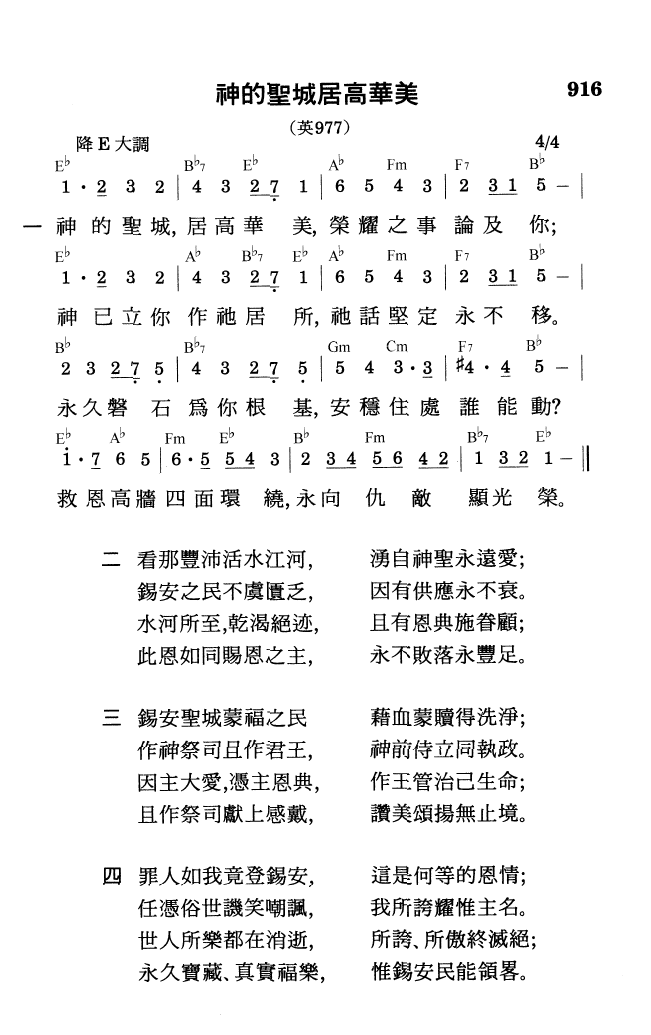 神的聖城居高華美 916
（英977）
降E大調 4/4
E♭ B♭7 E♭ A♭ Fm F7 B♭
1 · 2 3 2 | 4 3 2 7 1 | 6 5 4 3 | 2 3 1 5 – |
一 神的聖城,居高華 美,榮耀之事論及 你;
E♭ A♭ B♭7 E♭ A♭ Fm F7 B♭
1 · 2 3 2 | 4 3 2 7 1 | 6 5 4 3 | 2 3 1 5 – |
神已立你 作祂居 所,祂話堅定永不 移。
B♭ B♭7 Gm Cm F7 B♭
2 3 2 7 5 | 4 3 2 7 5 | 5 4 3 · 3 | ♯4 · 4 5 – |
永久磐 石 爲你根 基,安穩住處誰能動?
E♭ A♭ Fm E♭ B♭ Fm B♭7 E♭
1 · 7 6 5 | 6 · 5 5 4 3 | 2 3 4 5 6 4 2 | 1 3 2 1 – ||
救恩高牆四面環 繞,永向 仇 敵 顯光 榮。
二 看那豐沛活水江河, 湧自神聖永遠愛;
錫安之民不虞匱乏, 因有供應永不衰。
水河所至,乾渴絕迹, 且有恩典施眷顧;
此恩如同賜恩之主, 永不敗落永豐足。
三 錫安聖城蒙福之民 藉血蒙贖得洗淨;
作神祭司且作君王, 神前侍立同執政。
因主大愛,憑主恩典, 作王管治己生命;
且作祭司獻上感戴, 讚美頌揚無止境。
四 罪人如我竟登錫安, 這是何等的恩情;
任憑俗世譏笑嘲諷, 我所誇耀惟主名。
世人所樂都在消逝, 所誇、所傲終滅絕;
永久寶藏、真實福樂, 惟錫安民能領畧。